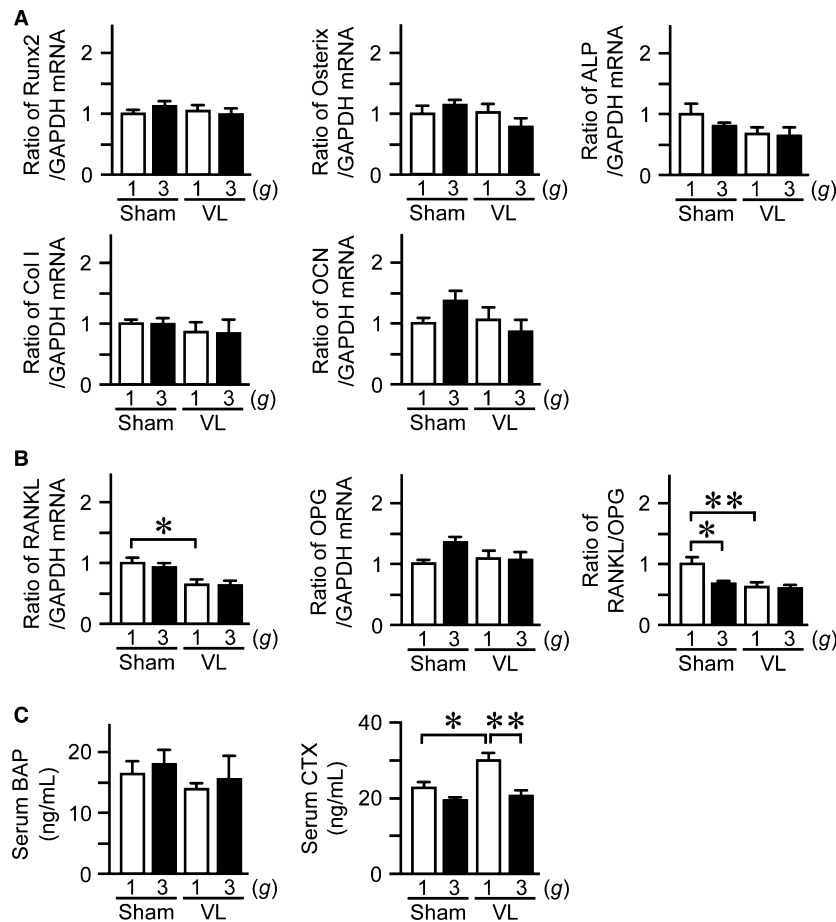 A
Ratio of Runx2
/GAPDH mRNA
2
1
0
1 3 1 3 (g)
Sham VL
Ratio of Osterix
/GAPDH mRNA
2
1
0
1 3 1 3 (g)
Sham VL
Ratio of ALP
/GAPDH mRNA
2
1
0
1 3 1 3 (g)
Sham VL
Ratio of Col I
/GAPDH mRNA
2
1
0
1 3 1 3 (g)
Sham VL
Ratio of OCN
/GAPDH mRNA
2
1
0
1 3 1 3 (g)
Sham VL
B
Ratio of RANKL
/GAPDH mRNA
2
1
0
*
1 3 1 3 (g)
Sham VL
Ratio of OPG
/GAPDH mRNA
2
1
0
1 3 1 3 (g)
Sham VL
Ratio of
RANKL/OPG
2
1
0
**
*
1 3 1 3 (g)
Sham VL
C
Serum BAP
(ng/mL)
20
10
0
1 3 1 3 (g)
Sham VL
Serum CTX
(ng/mL)
40
20
0
* **
1 3 1 3 (g)
Sham VL